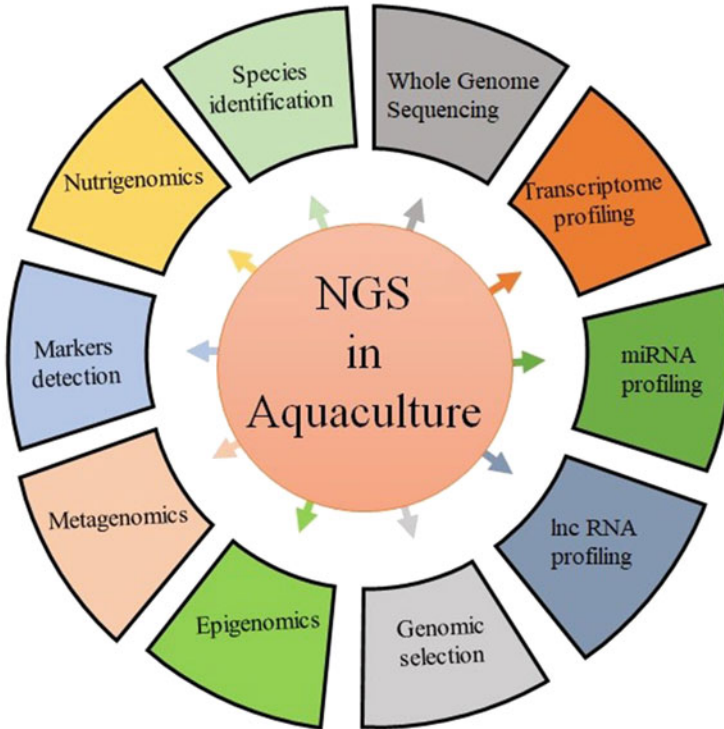 Species
identification
Whole Genome
Sequencing
Transcriptome
profiling
miRNA
profiling
lnc RNA
profiling
Genomic
selection
Epigenomics
Metagenomics
Markers
detection
Nutrigenomics
NGS
in
Aquaculture